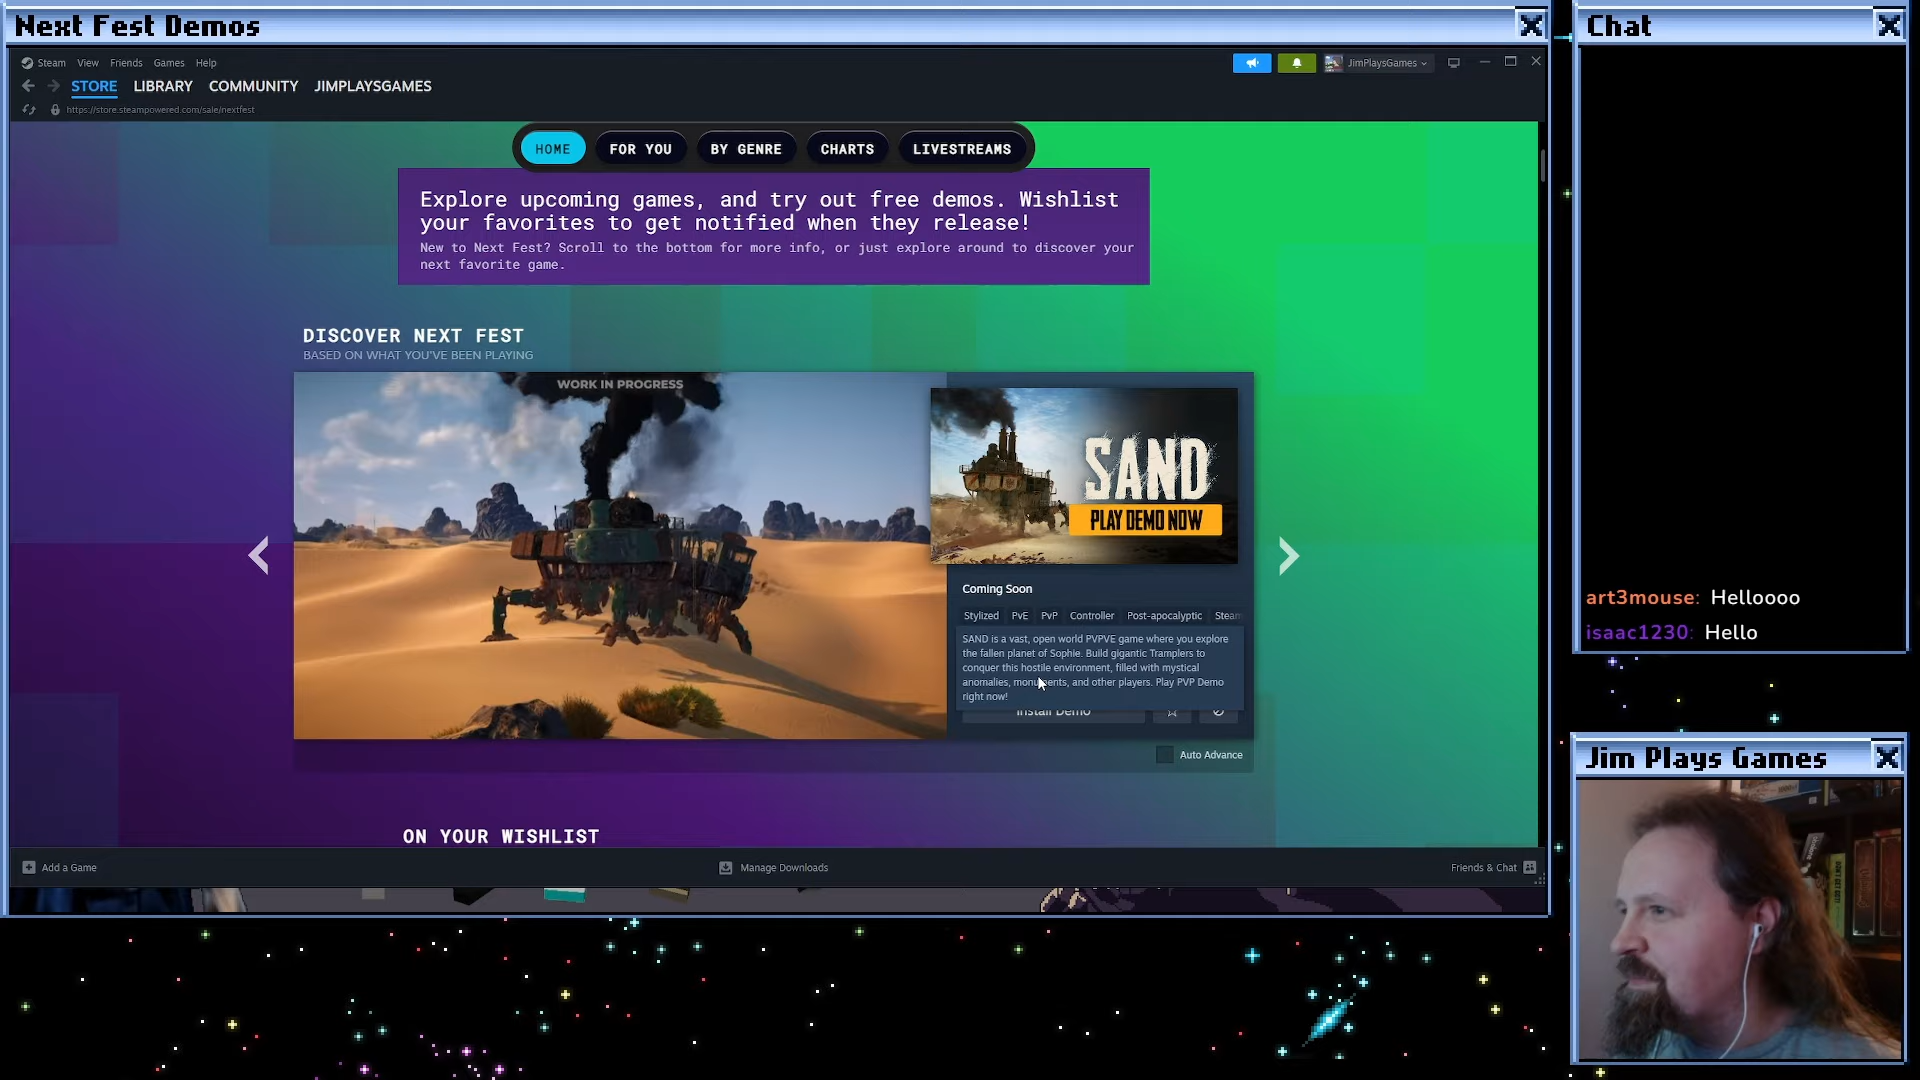 Next Fest Demos
Steam View Friends Games Help
JimPlaysGames
STORE LIBRARY COMMUNITY JIMPLAYSGAMES
https://store.steampowered.com/sale/nextfest
HOME FOR YOU BY GENRE CHARTS LIVESTREAMS
Explore upcoming games, and try out free demos. Wishlist
your favorites to get notified when they release!
New to Next Fest? Scroll to the bottom for more info, or just explore around to discover your
next favorite game.
DISCOVER NEXT FEST
BASED ON WHAT YOU'VE BEEN PLAYING
WORK IN PROGRESS
SAND
PLAY DEMO NOW
Coming Soon
Stylized PvE PvP Controller Post-apocalyptic Steam
SAND is a vast, open world PVPVE game where you explore
the fallen planet of Sophie. Build gigantic Tramplers to
conquer this hostile environment, filled with mystical
anomalies, monuments, and other players. Play PVP Demo
right now!
Install Demo
Auto Advance
ON YOUR WISHLIST
Add a Game
Manage Downloads
Friends & Chat
Chat
art3mouse: Helloooo
isaac1230: Hello
Jim Plays Games